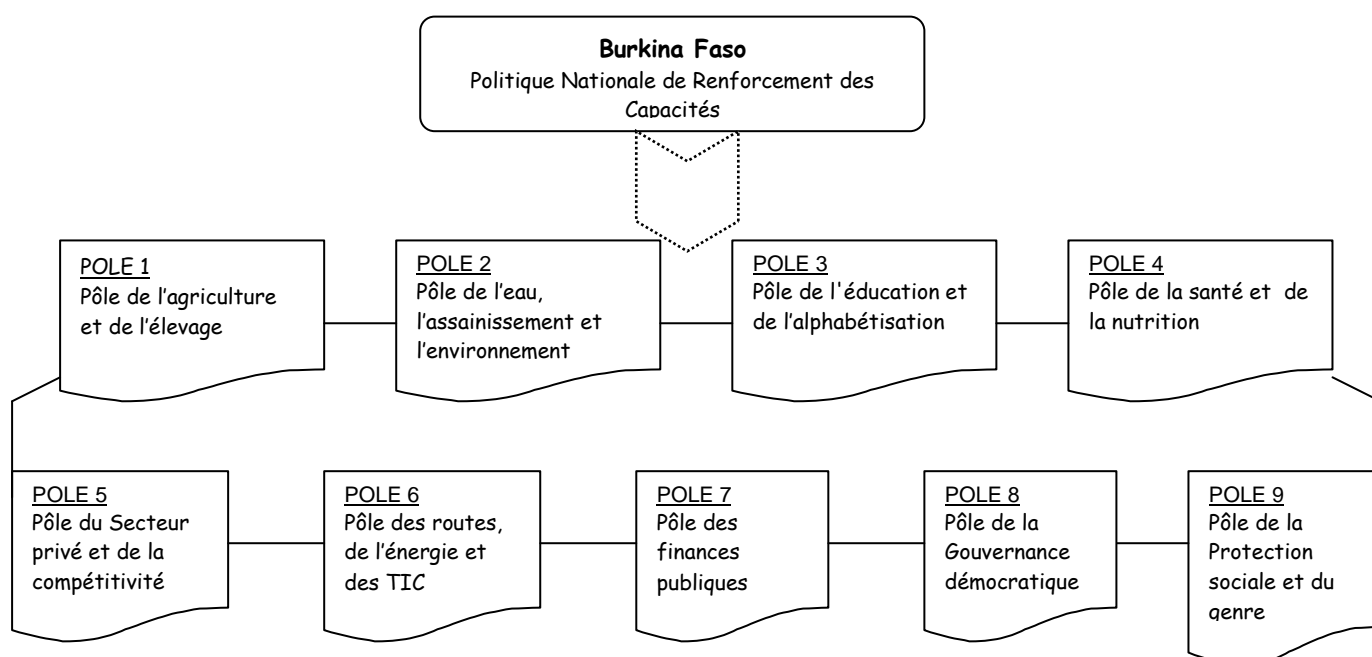 Burkina Faso
Politique Nationale de Renforcement des
Capacités
POLE 1
Pôle de l’agriculture
et de l’élevage
POLE 2
Pôle de l’eau,
l’assainissement et
l’environnement
POLE 3
Pôle de l'éducation et
de l’alphabétisation
POLE 4
Pôle de la santé et de
la nutrition
POLE 5
Pôle du Secteur
privé et de la
compétitivité
POLE 6
Pôle des routes,
de l’énergie et
des TIC
POLE 7
Pôle des
finances
publiques
POLE 8
Pôle de la
Gouvernance
démocratique
POLE 9
Pôle de la
Protection
sociale et du
genre